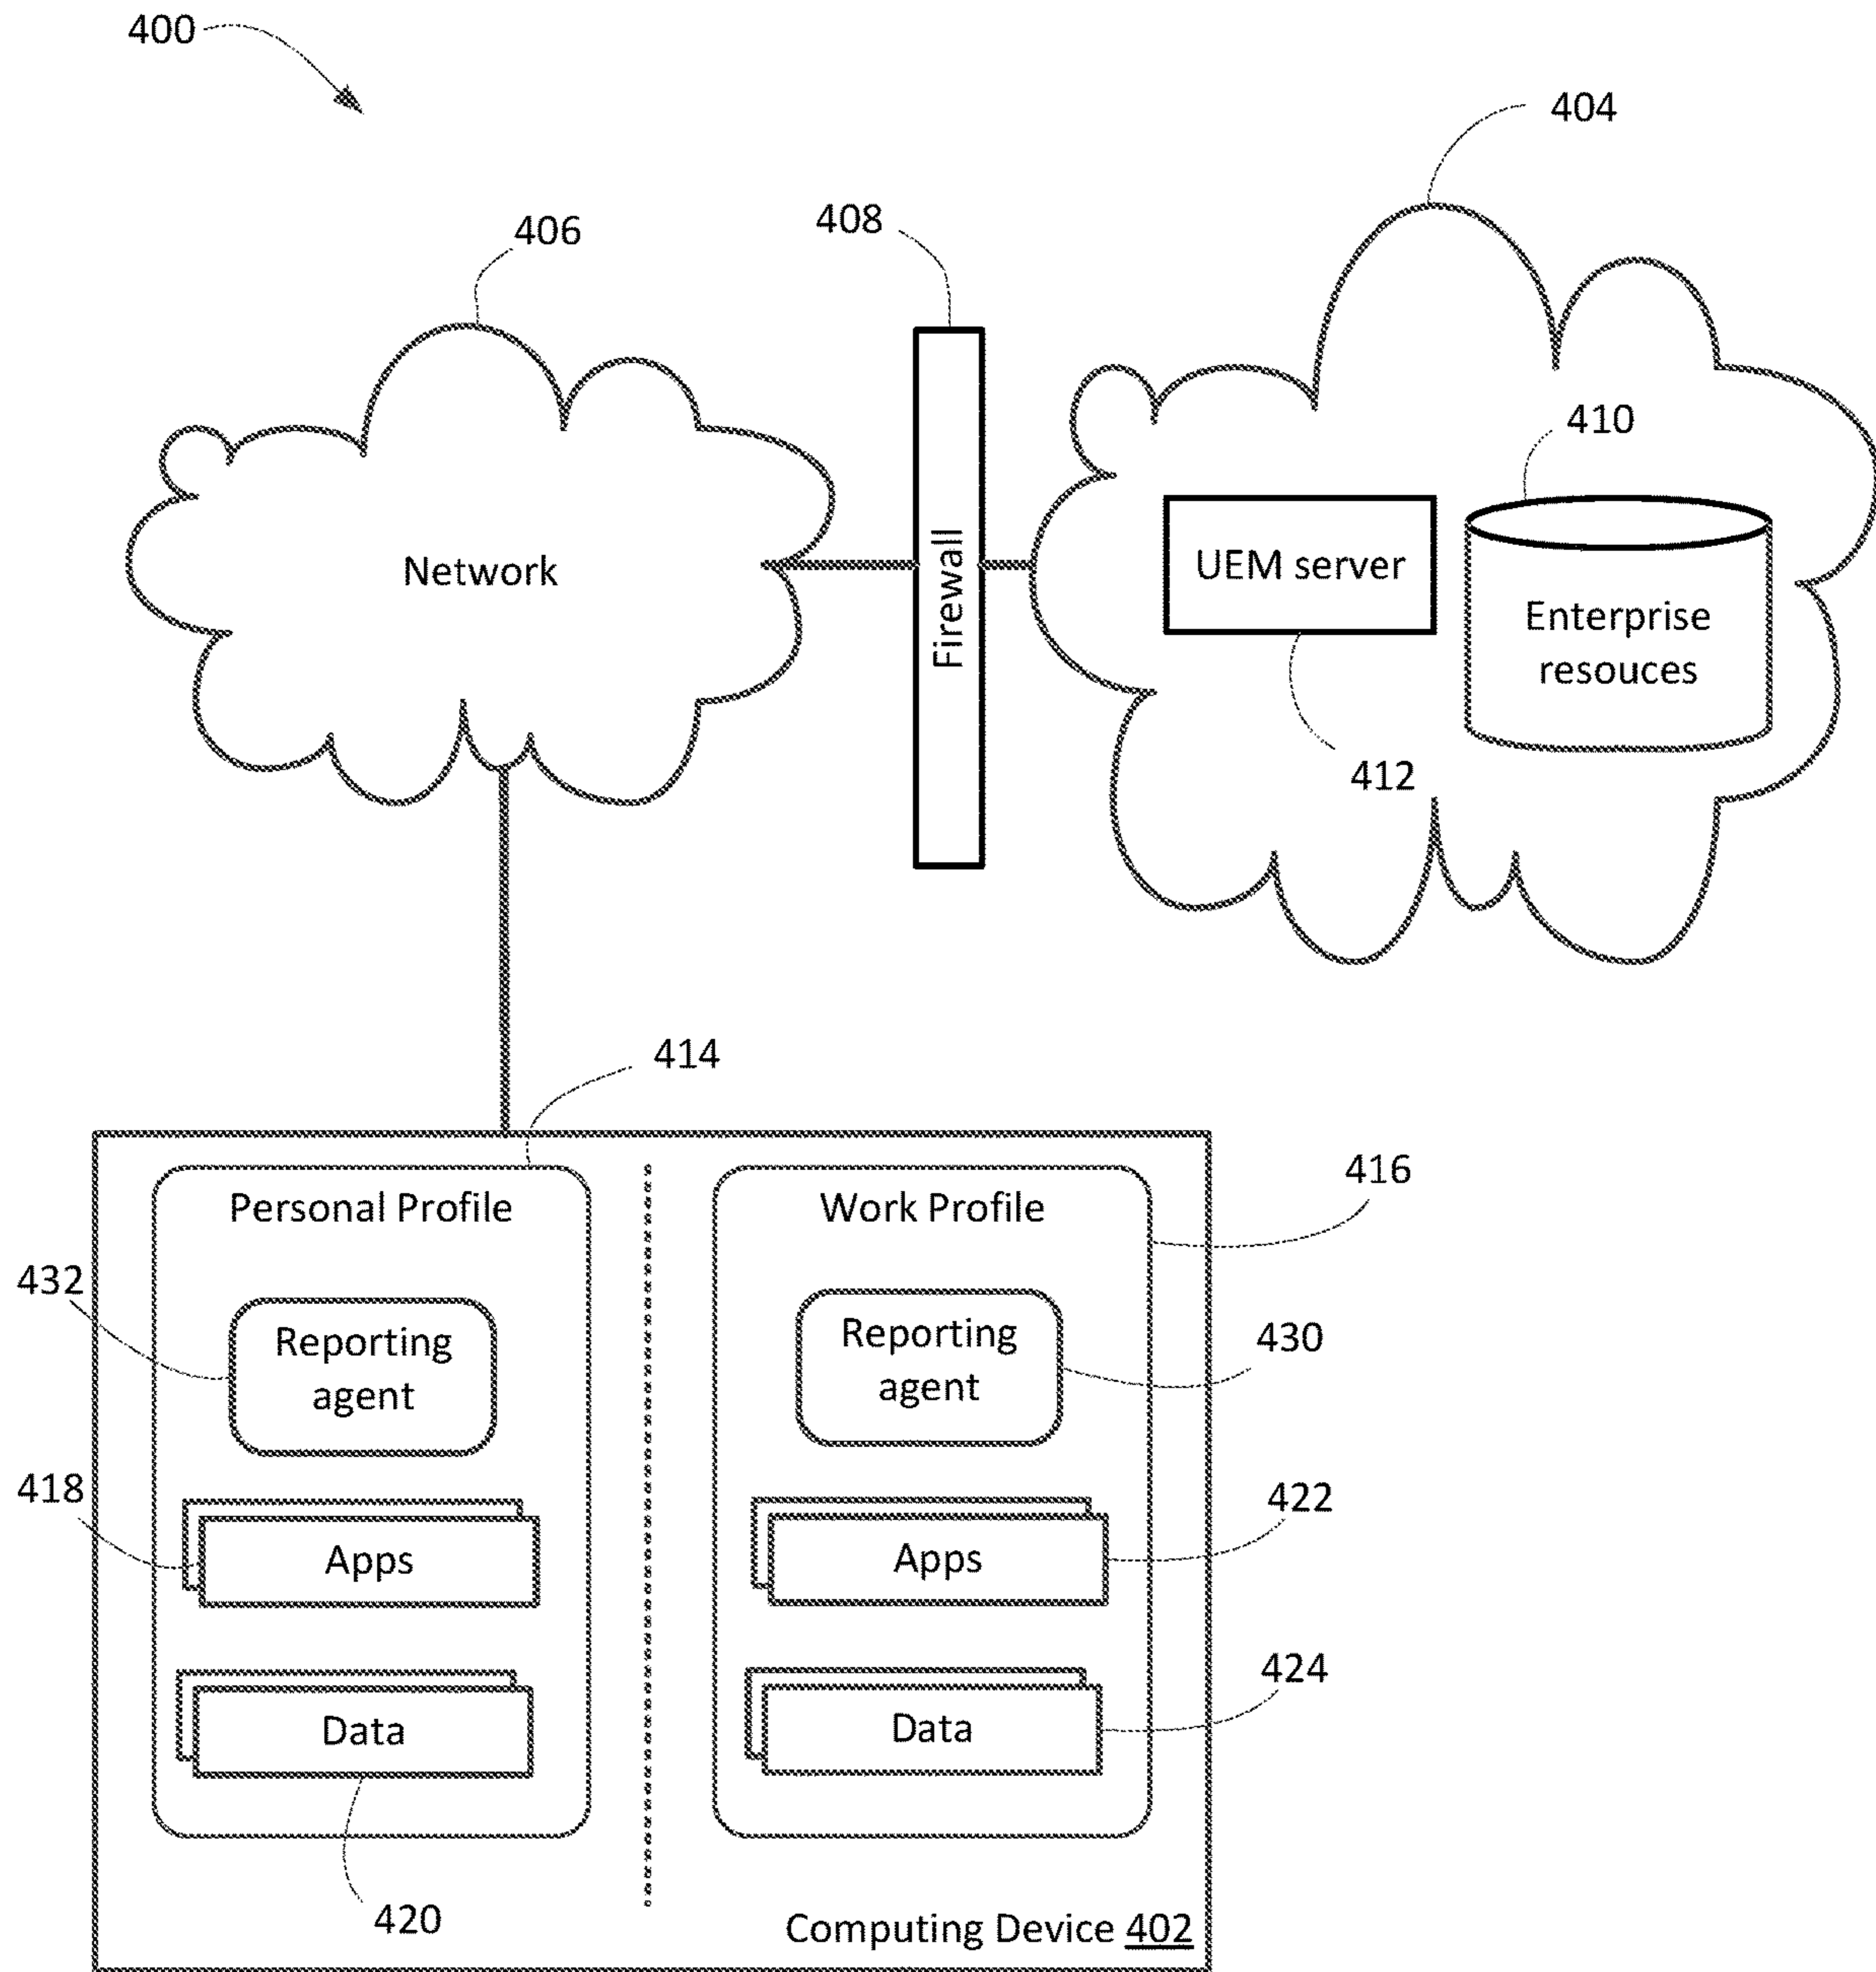 400
404
408
406
410
Network
Firewall
UEM server
Enterprise
resouces
412
414
416
Personal Profile
Work Profile
432
430
Reporting
agent
Reporting
agent
418
422
Apps
Apps
424
Data
Data
420
Computing Device 402